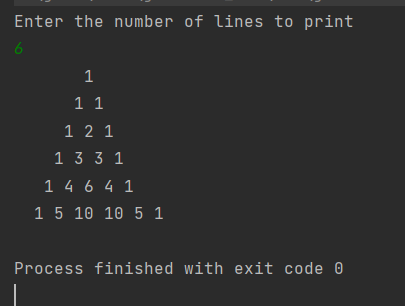 Enter the number of lines to print
6
1
1 1
1 2 1
1 3 3 1
1 4 6 4 1
1 5 10 10 5 1
Process finished with exit code 0